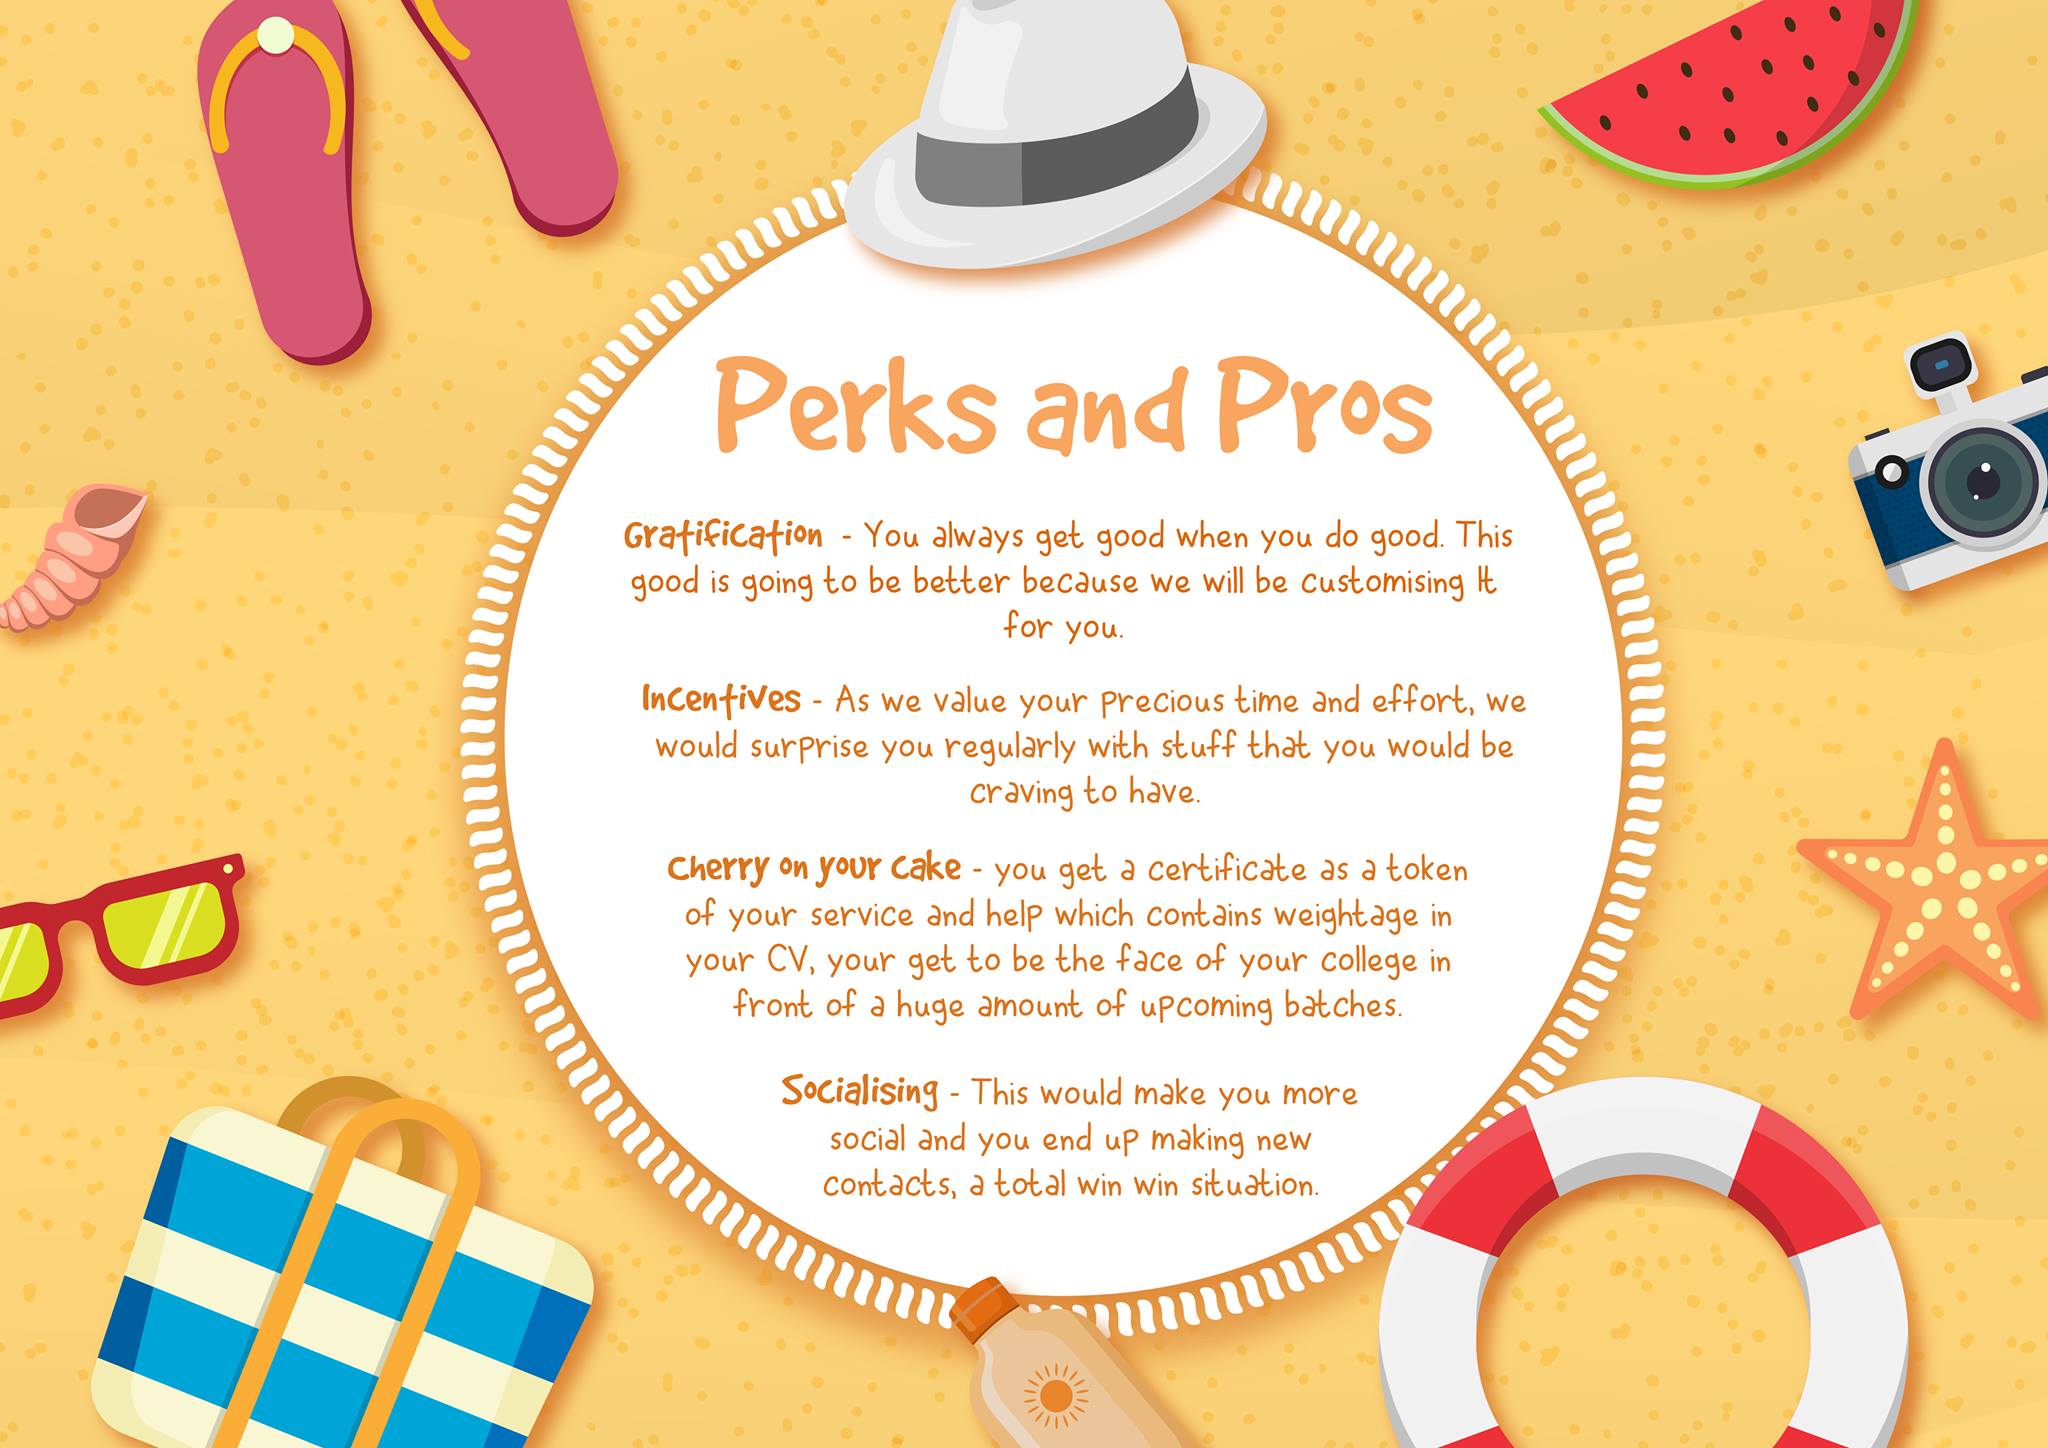 Perks and Pros
Gratification - You always get good when you do good. This
good is going to be better because we will be customising It
for you.
Incentives - As we value your precious time and effort, we
would surprise you regularly with stuff that you would be
craving to have.
Cherry on your cake - you get a certificate as a token
of your service and help which contains weightage in
your CV, your get to be the face of your college in
front of a huge amount of upcoming batches.
Socialising - This would make you more
social and you end up making new
contacts, a total win win situation.